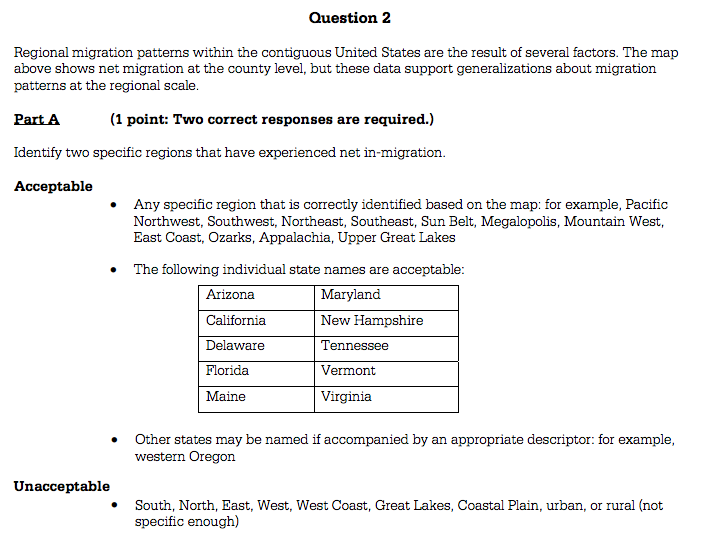 Question 2
Regional migration patterns within the contiguous United States are the result of several factors. The map
above shows net migration at the county level, but these data support generalizations about migration
patterns at the regional scale.
Part A (1 point: Two correct responses are required.)
Identify two specific regions that have experienced net in-migration.
Acceptable
• Any specific region that is correctly identified based on the map: for example, Pacific
Northwest, Southwest, Northeast, Southeast, Sun Belt, Megalopolis, Mountain West,
East Coast, Ozarks, Appalachia, Upper Great Lakes
• The following individual state names are acceptable:
Arizona Maryland
California New Hampshire
Delaware Tennessee
Florida Vermont
Maine Virginia
• Other states may be named if accompanied by an appropriate descriptor: for example,
western Oregon
Unacceptable
• South, North, East, West, West Coast, Great Lakes, Coastal Plain, urban, or rural (not
specific enough)